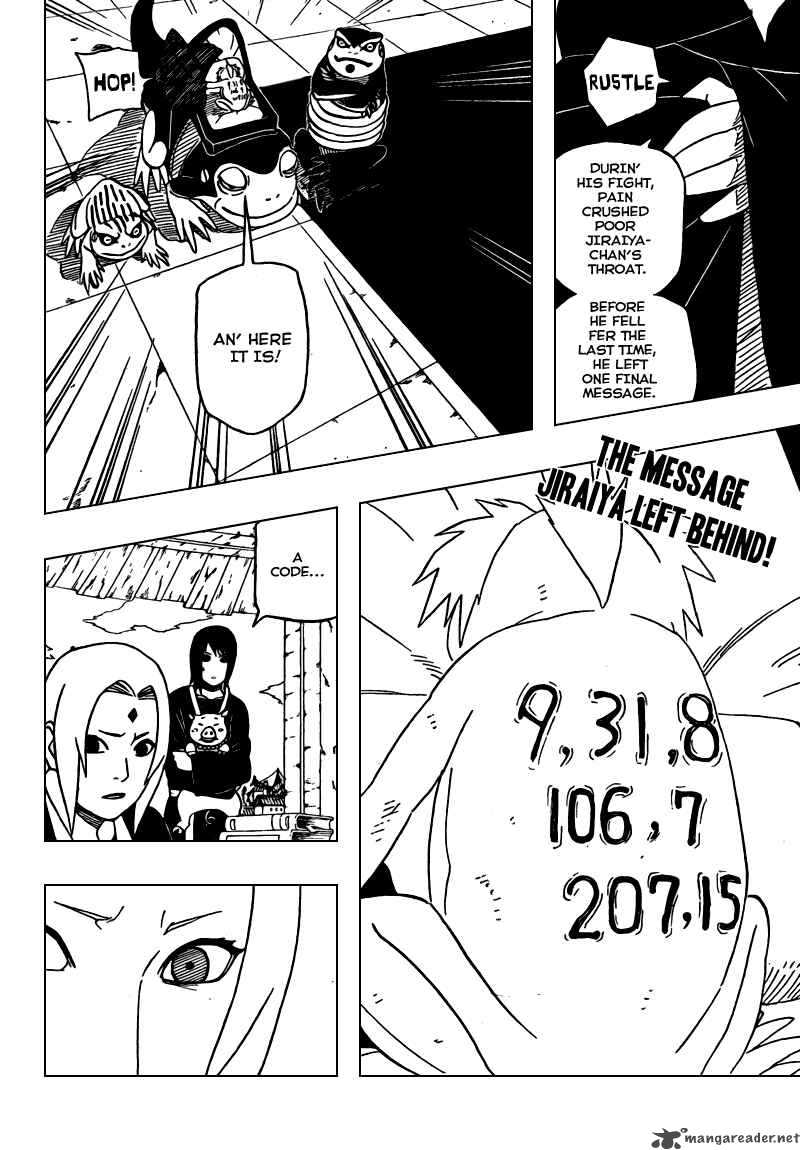 RUSTLE
DURIN'
HIS FIGHT,
PAIN
CRUSHED
POOR
JIRAIYA-
CHAN'S
THROAT.
BEFORE
HE FELL
FER THE
LAST TIME,
HE LEFT
ONE FINAL
MESSAGE.
HOP!
AN' HERE
IT IS!
THE MESSAGE
JIRAIYA LEFT BEHIND!
9,31,8
106,7
207,15
A
CODE...
mangareader.net